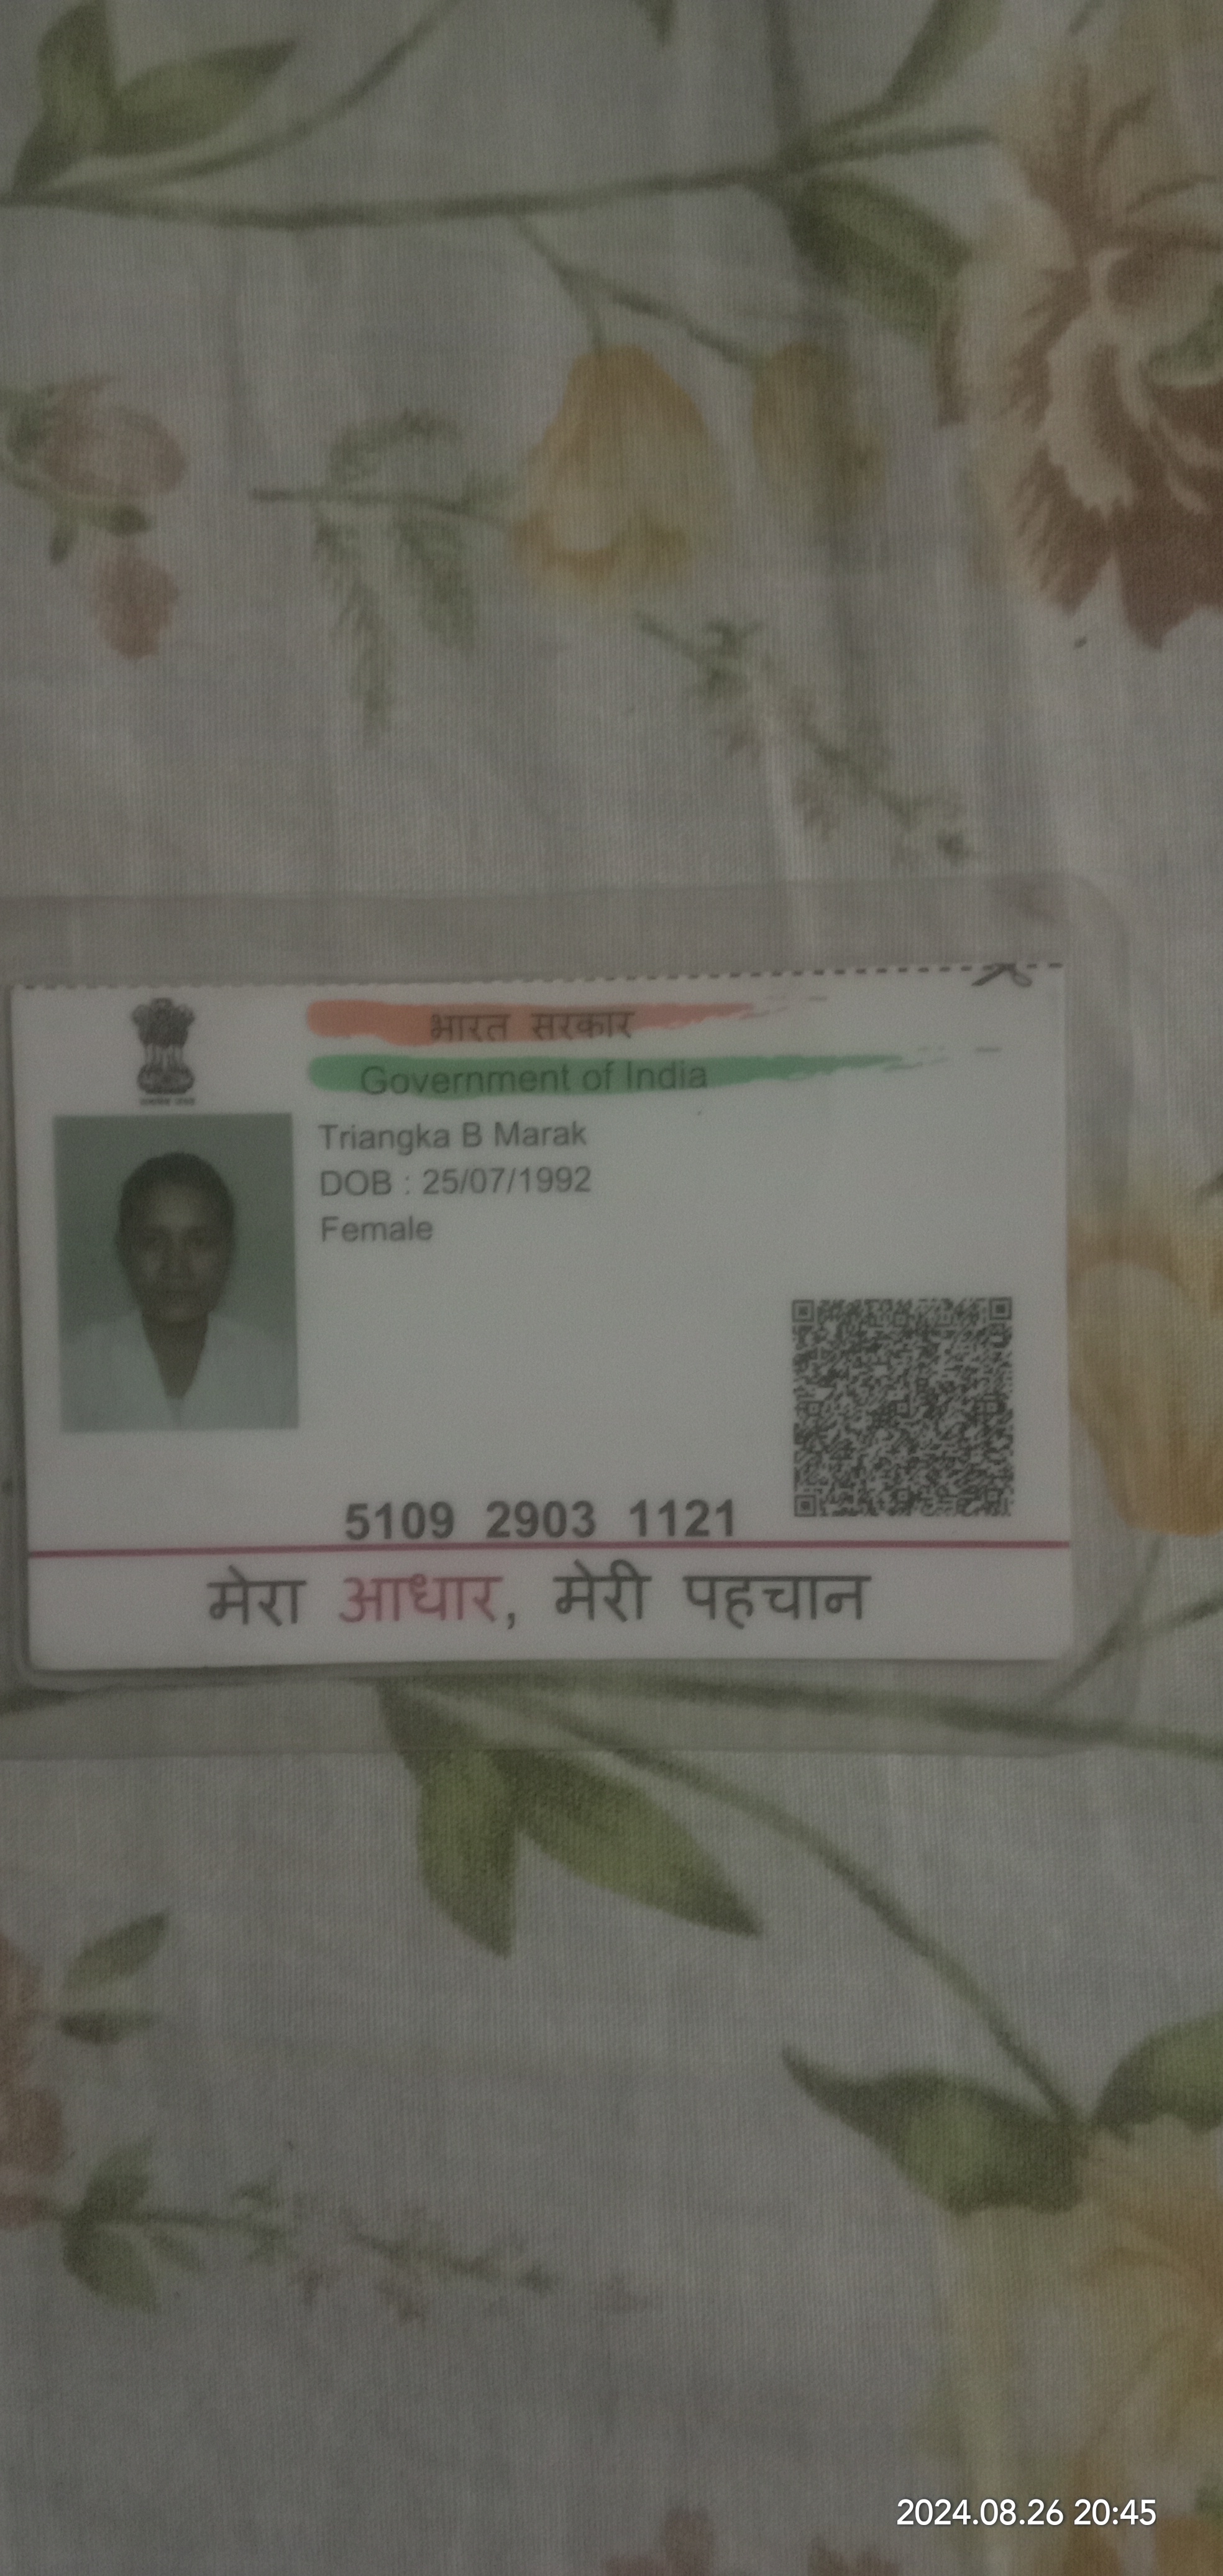 भारत सरकार
Government of India
Triangka B Marak
DOB : 25/07/1992
Female
5109 2903 1121
मेरा आधार, मेरी पहचान
2024.08.26 20:45